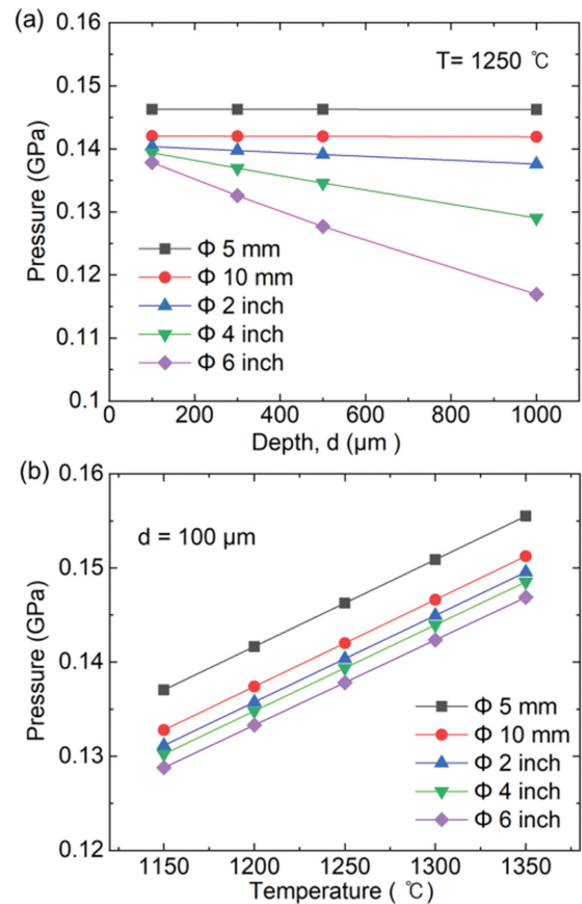 (a)
0.16
0.15
0.14
0.13
0.12
0.11
0.1
Pressure (GPa)
T= 1250 ℃
Φ 5 mm
Φ 10 mm
Φ 2 inch
Φ 4 inch
Φ 6 inch
0 200 400 600 800 1000
Depth, d (μm )
(b)
0.16
0.15
0.14
0.13
0.12
Pressure (GPa)
d = 100 μm
Φ 5 mm
Φ 10 mm
Φ 2 inch
Φ 4 inch
Φ 6 inch
1150 1200 1250 1300 1350
Temperature ( ℃)